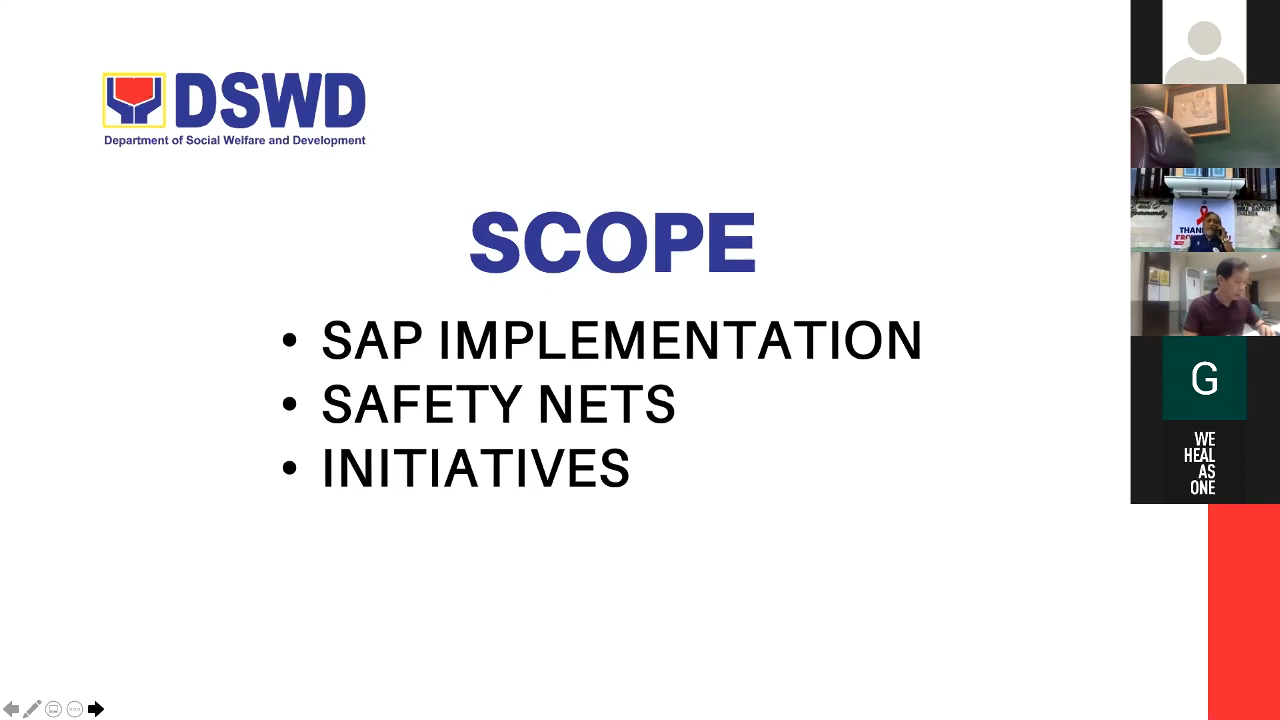 DSWD
Department of Social Welfare and Development
SCOPE
• SAP IMPLEMENTATION
• SAFETY NETS
• INITIATIVES
G
WE
HEAL
AS
ONE